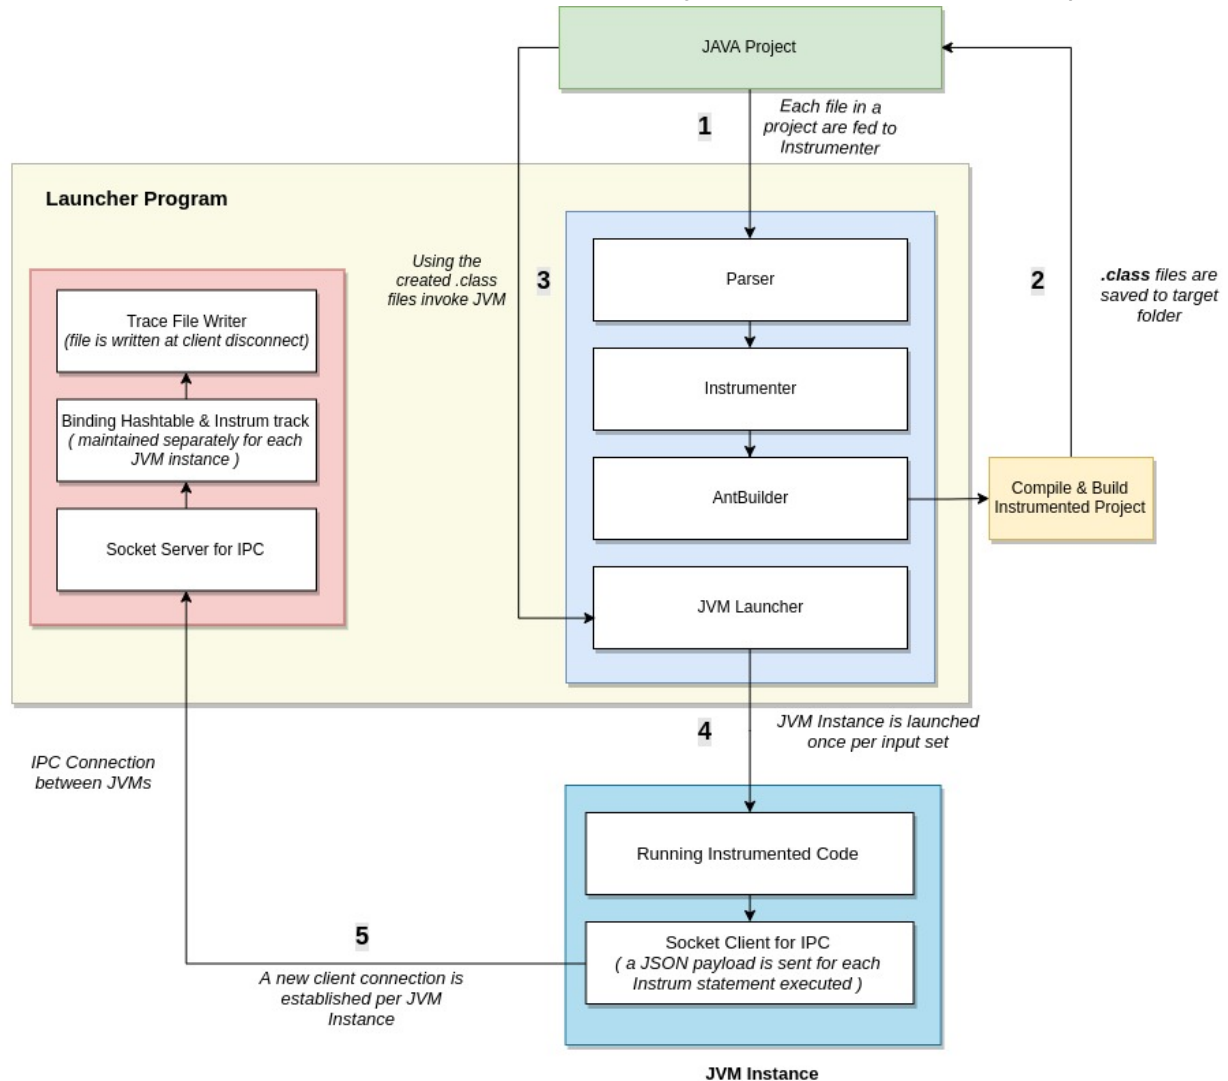 JAVA Project
1
Each file in a
project are fed to
Instrumenter
Launcher Program
Using the
created .class
files invoke JVM
3
Parser
2
.class files are
saved to target
folder
Trace File Writer
(file is written at client disconnect)
Instrumenter
Binding Hashtable & Instrum track
( maintained separately for each
JVM instance )
AntBuilder
Compile & Build
Instrumented Project
Socket Server for IPC
JVM Launcher
4
JVM Instance is launched
once per input set
IPC Connection
between JVMs
Running Instrumented Code
5
Socket Client for IPC
( a JSON payload is sent for each
Instrum statement executed )
A new client connection is
established per JVM
Instance
JVM Instance